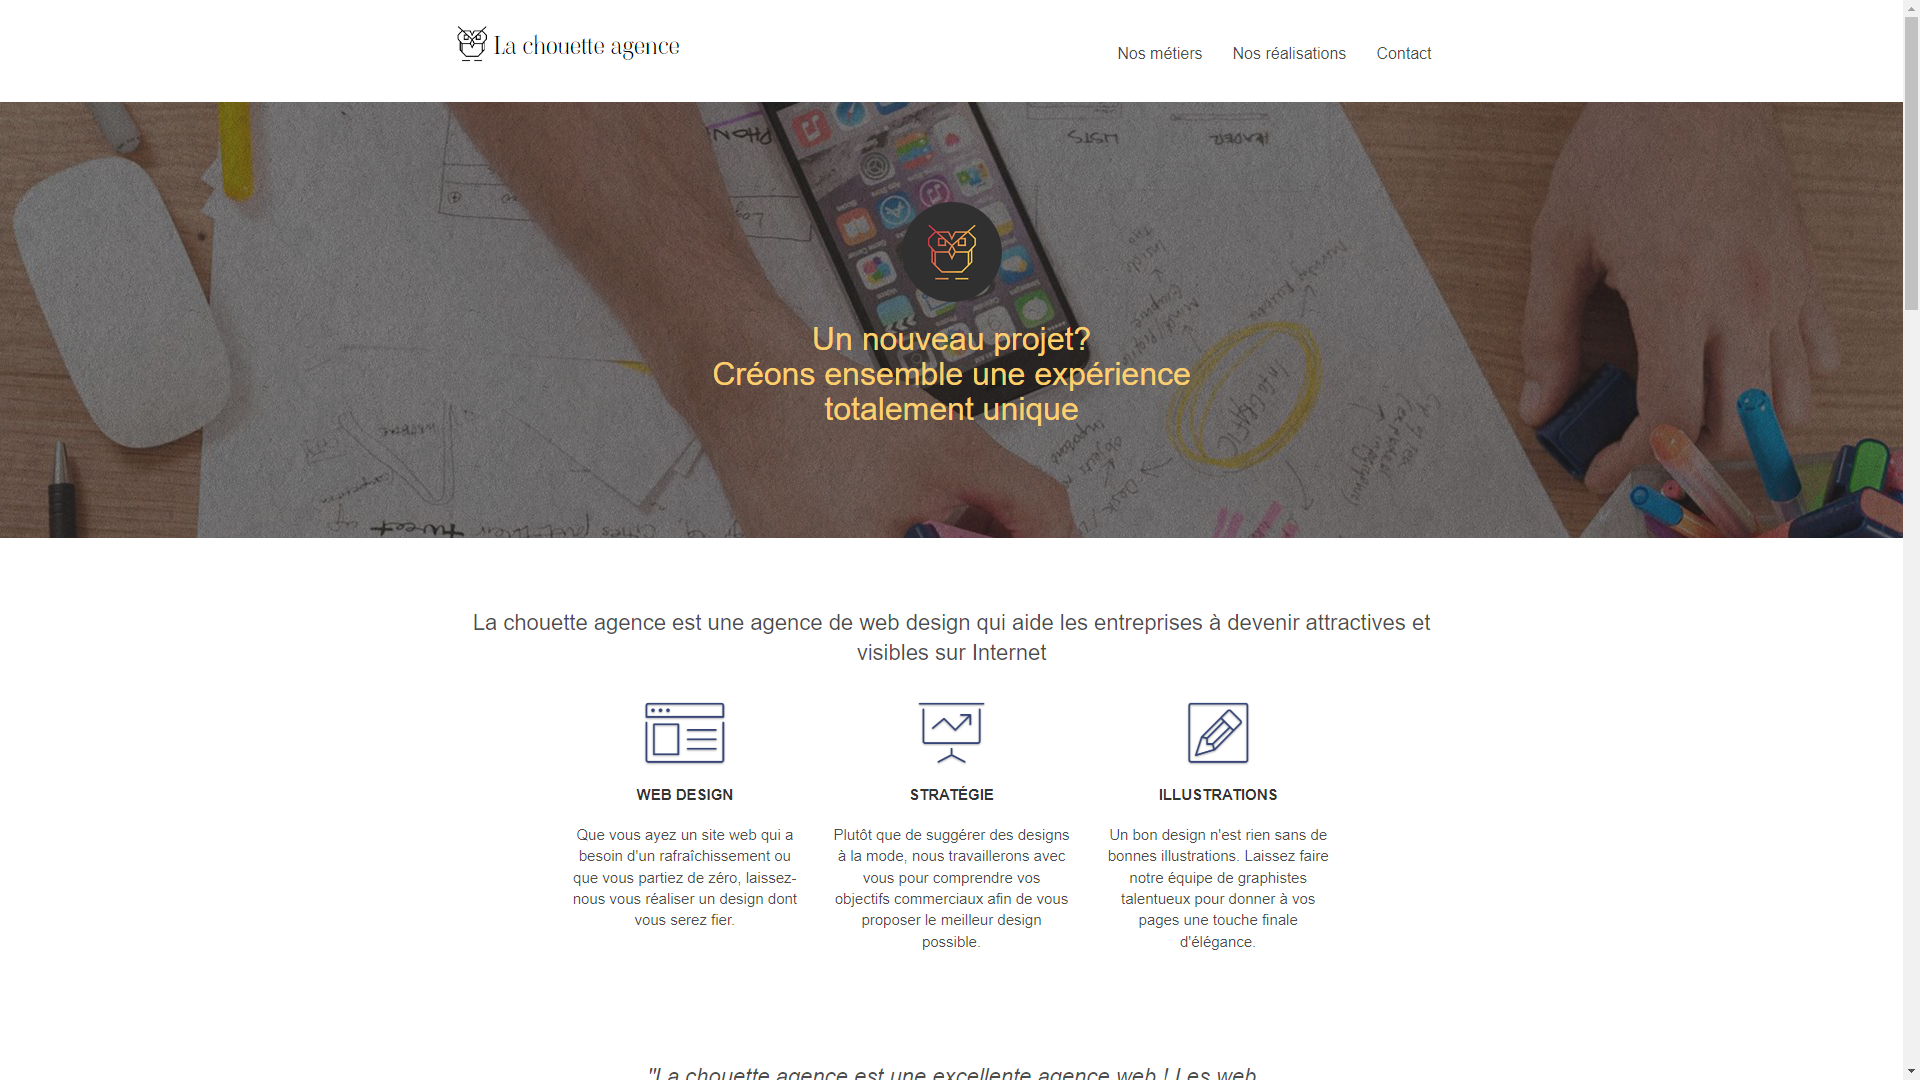 La chouette agence
Nos métiers
Nos réalisations
Contact
PHON
LISTS
HEADER
Un nouveau projet?
Créons ensemble une expérience
totalement unique
tweet
La chouette agence est une agence de web design qui aide les entreprises à devenir attractives et
visibles sur Internet
WEB DESIGN
Que vous ayez un site web qui a
besoin d'un rafraîchissement ou
que vous partiez de zéro, laissez-
nous vous réaliser un design dont
vous serez fier.
STRATÉGIE
Plutôt que de suggérer des designs
à la mode, nous travaillerons avec
vous pour comprendre vos
objectifs commerciaux afin de vous
proposer le meilleur design
possible.
ILLUSTRATIONS
Un bon design n'est rien sans de
bonnes illustrations. Laissez faire
notre équipe de graphistes
talentueux pour donner à vos
pages une touche finale
d'élégance.
"La chouette agence est une excellente agence web ! Les web